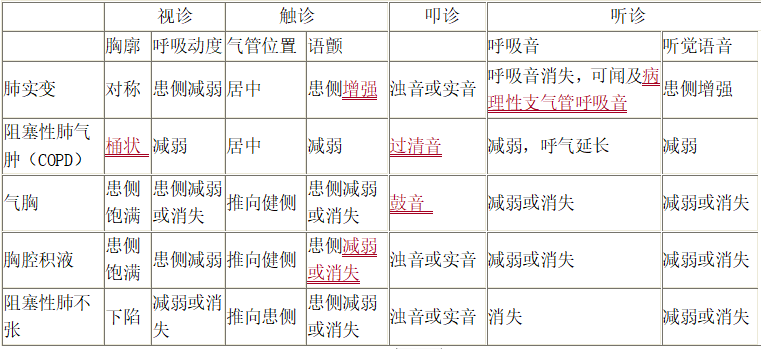 视诊 触诊 叩诊 听诊
胸廓 呼吸动度 气管位置 语颤 呼吸音 听觉语音
肺实变 对称 患侧减弱 居中 患侧增强 浊音或实音 呼吸音消失，可闻及病理性支气管呼吸音 患侧增强
阻塞性肺气肿（COPD） 桶状 减弱 居中 减弱 过清音 减弱，呼气延长 减弱
气胸 患侧饱满 患侧减弱或消失 推向健侧 患侧减弱或消失 鼓音 减弱或消失 减弱或消失
胸腔积液 患侧饱满 患侧减弱 推向健侧 患侧减弱或消失 浊音或实音 减弱或消失 减弱或消失
阻塞性肺不张 下陷 减弱或消失 推向患侧 患侧减弱或消失 浊音或实音 消失 减弱或消失